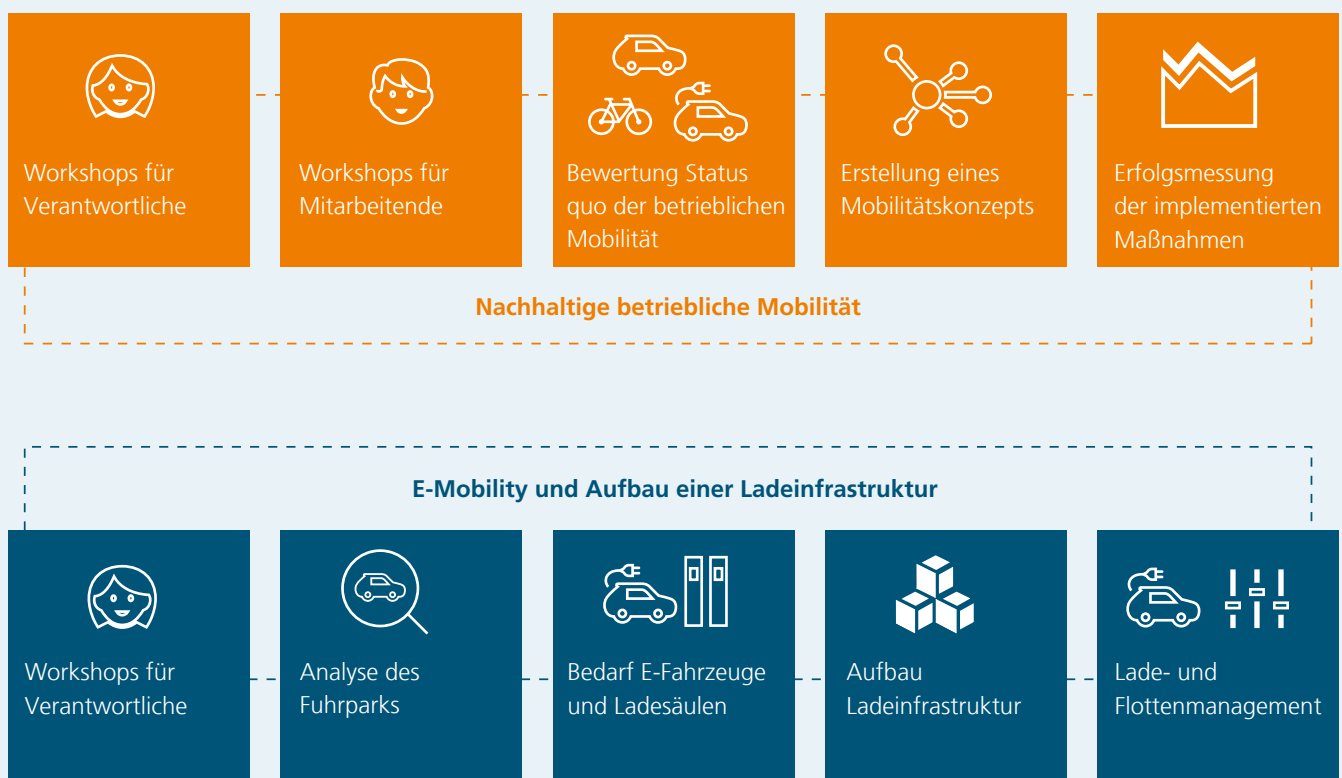 Workshops für
Verantwortliche
Workshops für
Mitarbeitende
Bewertung Status
quo der betrieblichen
Mobilität
Erstellung eines
Mobilitätskonzepts
Erfolgsmessung
der implementierten
Maßnahmen
Nachhaltige betriebliche Mobilität
E-Mobility und Aufbau einer Ladeinfrastruktur
Workshops für
Verantwortliche
Analyse des
Fuhrparks
Bedarf E-Fahrzeuge
und Ladesäulen
Aufbau
Ladeinfrastruktur
Lade- und
Flottenmanagement